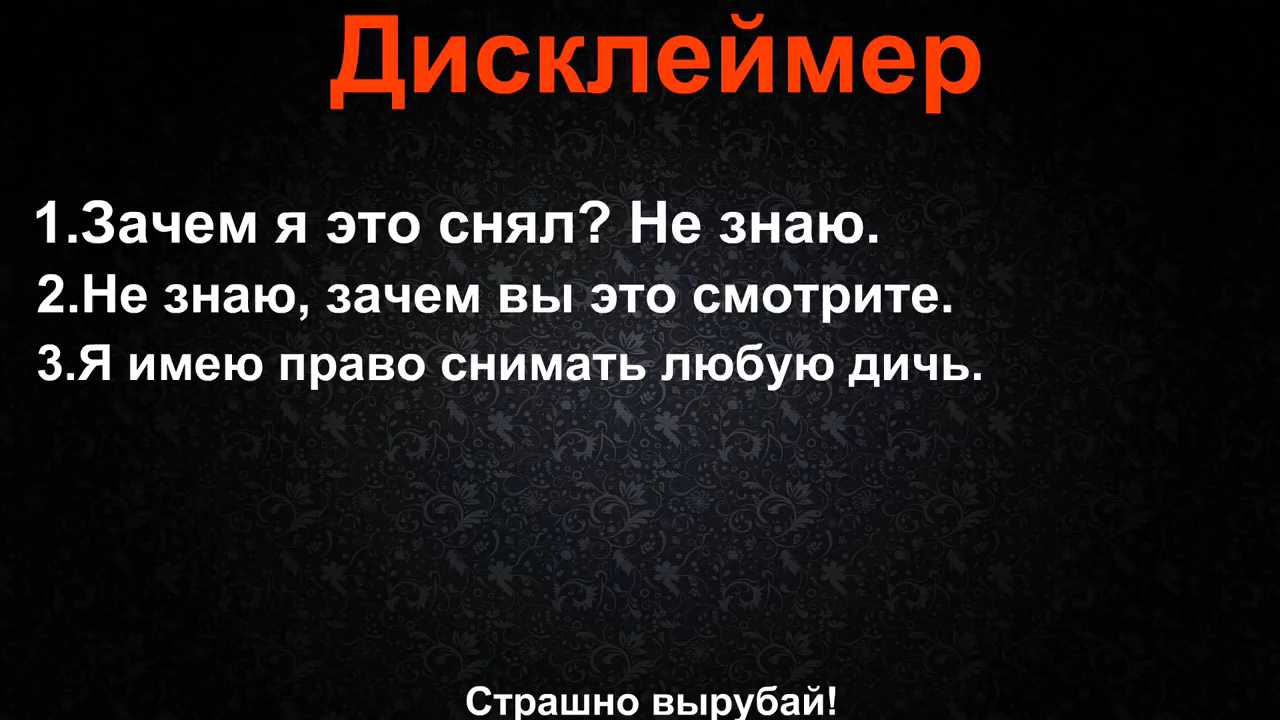 Дисклеймер
1.Зачем я это снял? Не знаю.
2.Не знаю, зачем вы это смотрите.
3.Я имею право снимать любую дичь.
Страшно вырубай!